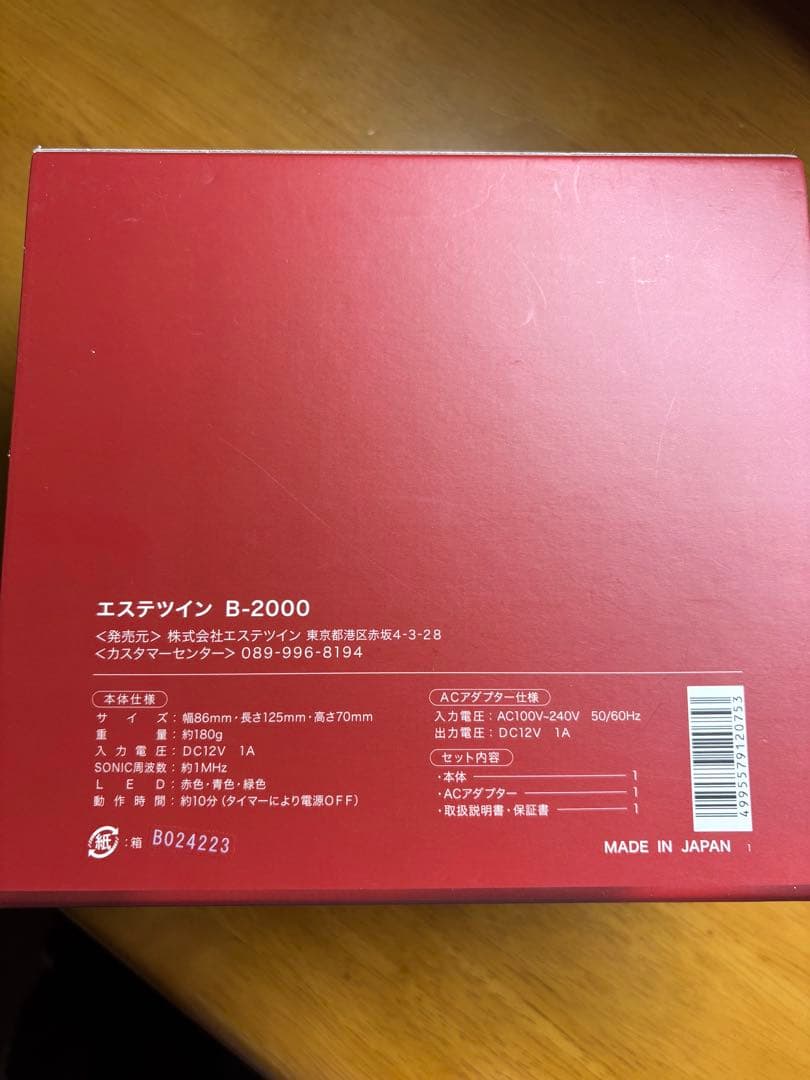 エステツイン B-2000
<発売元> 株式会社エステツイン 東京都港区赤坂4-3-28
<カスタマーセンター> 089-996-8194
本体仕様
サイズ:幅86mm・長さ125mm・高さ70mm
重量:約180g
入力電圧:DC12V 1A
SONIC周波数:約1MHz
LED:赤色・青色・緑色
動作時間:約10分(タイマーにより電源OFF)
紙:箱 B024223
ACアダプター仕様
入力電圧:AC100V~240V 50/60Hz
出力電圧:DC12V 1A
セット内容
・本体 1
・ACアダプター 1
・取扱説明書・保証書 1
4995579120753
MADE IN JAPAN 1